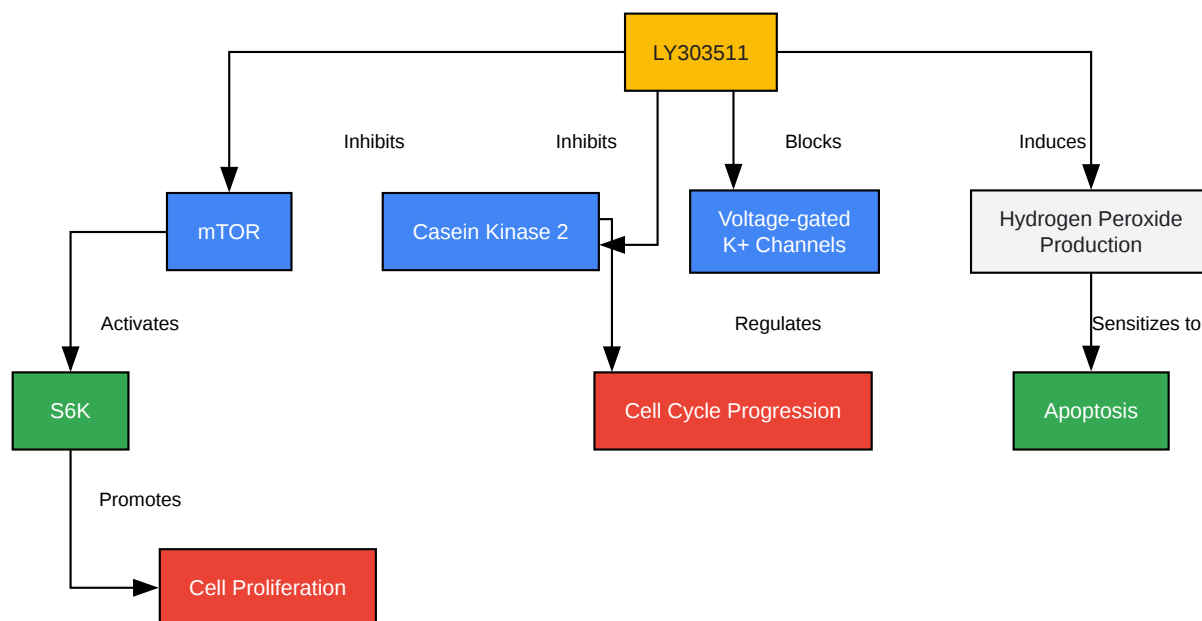 LY303511
Inhibits
Inhibits
Blocks
Induces
mTOR
Casein Kinase 2
Voltage-gated
K+ Channels
Hydrogen Peroxide
Production
Activates
Regulates
Sensitizes to
S6K
Cell Cycle Progression
Apoptosis
Promotes
Cell Proliferation